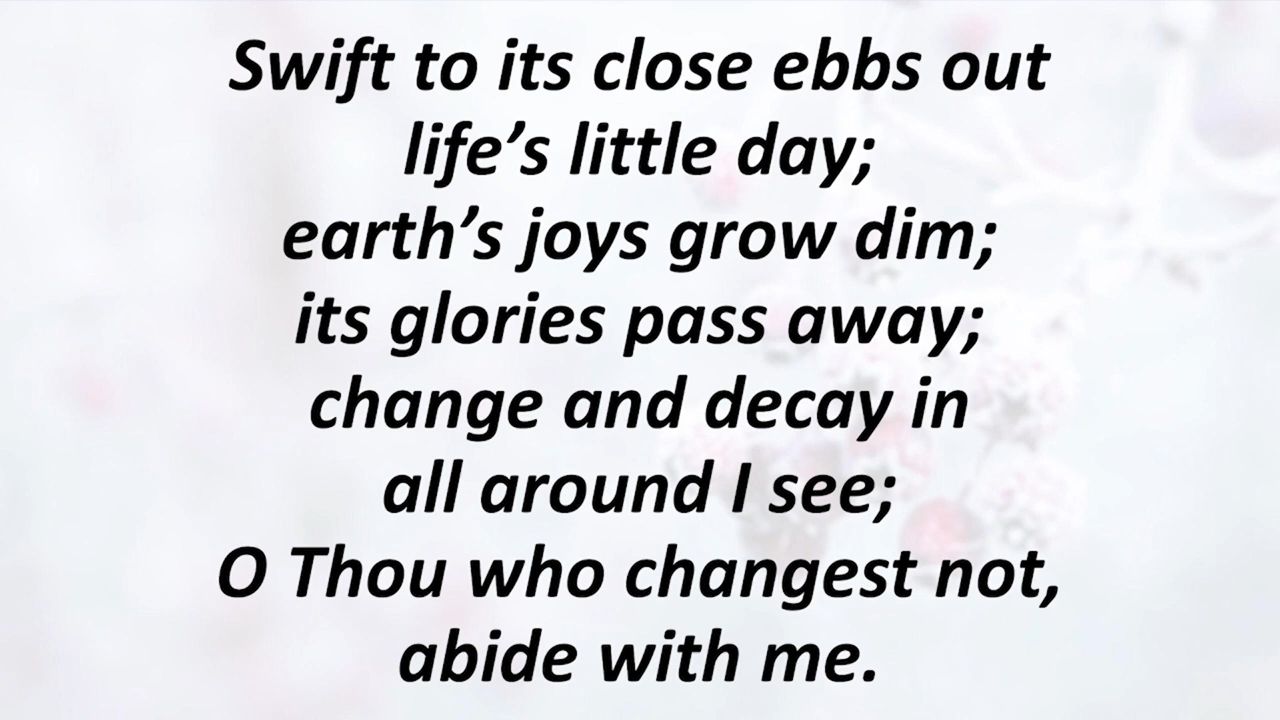 Swift to its close ebbs out
life’s little day;
earth’s joys grow dim;
its glories pass away;
change and decay in
all around I see;
O Thou who changest not,
abide with me.